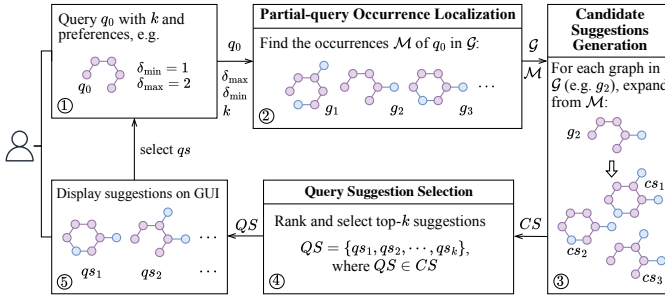 Query q₀ with k and
preferences, e.g.
q₀
δmin = 1
δmax = 2
①
q₀
δmax
δmin
k
Partial-query Occurrence Localization
Find the occurrences ℳ of q₀ in 𝒢:
g₁
g₂
g₃
⋯
②
𝒢
ℳ
Candidate
Suggestions
Generation
For each graph in
𝒢 (e.g. g₂), expand
from ℳ:
g₂
cs₁
cs₂
cs₃
③
CS
Query Suggestion Selection
Rank and select top-k suggestions
QS = {qs₁, qs₂, ⋯, qsₖ},
where QS ∈ CS
④
QS
Display suggestions on GUI
⋯
qs₁
qs₂
⋯
⑤
select qs